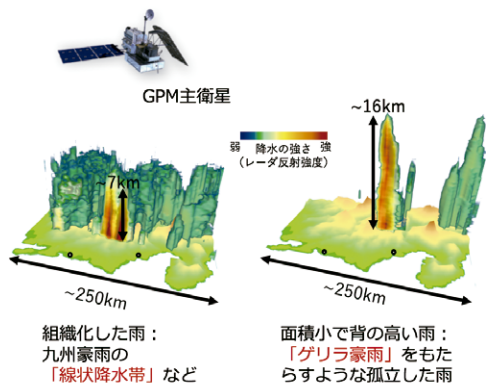 GPM主衛星
~16km
弱 降水の強さ 強
(レーダ反射強度)
~7km
~250km
~250km
組織化した雨：
九州豪雨の
「線状降水帯」など
面積小で背の高い雨：
「ゲリラ豪雨」をもた
らすような孤立した雨